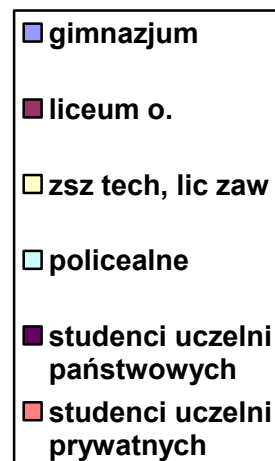 gimnazjum
liceum o.
zsz tech, lic zaw
policealne
studenci uczelni
państwowych
studenci uczelni
prywatnych